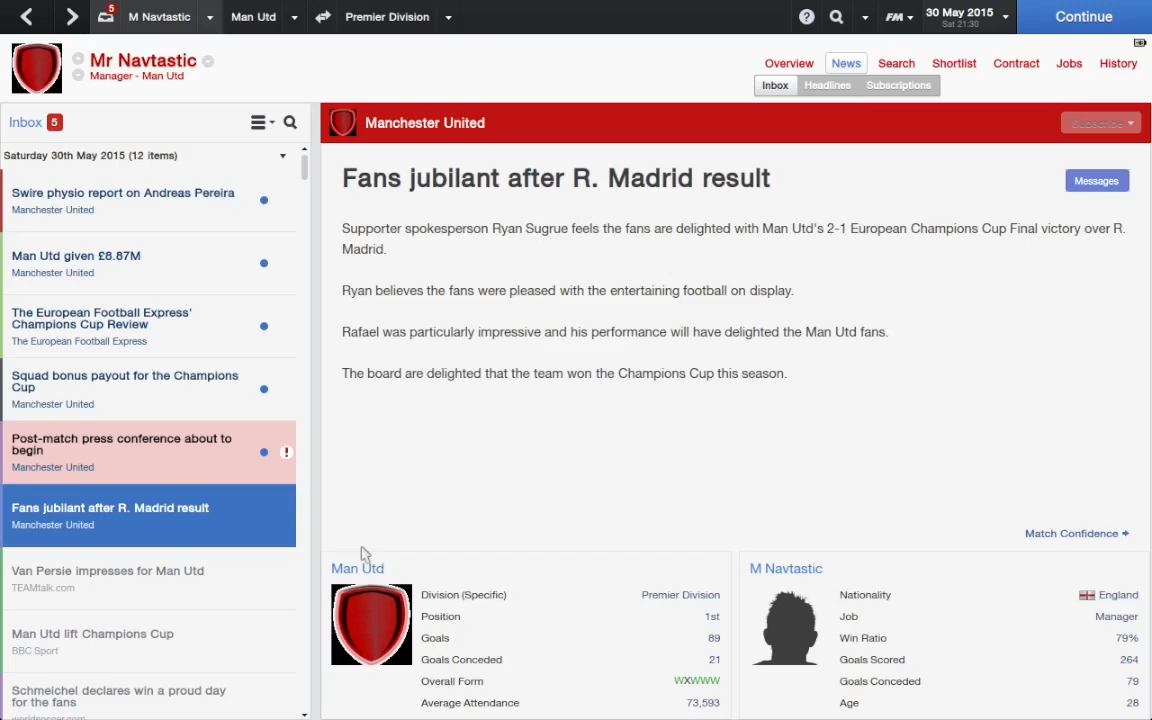 5
M Navtastic
Man Utd
Premier Division
FM
30 May 2015
Sat 21:30
Continue
Mr Navtastic
Manager - Man Utd
Overview
News
Search
Shortlist
Contract
Jobs
History
Inbox
Headlines
Subscriptions
Inbox 5
Manchester United
Subscribe
Saturday 30th May 2015 (12 items)
Swire physio report on Andreas Pereira
Manchester United
Man Utd given £8.87M
Manchester United
The European Football Express'
Champions Cup Review
The European Football Express
Squad bonus payout for the Champions
Cup
Manchester United
Post-match press conference about to
begin
Manchester United
Fans jubilant after R. Madrid result
Manchester United
Van Persie impresses for Man Utd
TEAMtalk.com
Man Utd lift Champions Cup
BBC Sport
Schmeichel declares win a proud day
for the fans
worldsoccer.com
Fans jubilant after R. Madrid result
Messages
Supporter spokesperson Ryan Sugrue feels the fans are delighted with Man Utd's 2-1 European Champions Cup Final victory over R.
Madrid.
Ryan believes the fans were pleased with the entertaining football on display.
Rafael was particularly impressive and his performance will have delighted the Man Utd fans.
The board are delighted that the team won the Champions Cup this season.
Match Confidence
Man Utd
Division (Specific) Premier Division
Position 1st
Goals 89
Goals Conceded 21
Overall Form WXWWW
Average Attendance 73,593
M Navtastic
Nationality England
Job Manager
Win Ratio 79%
Goals Scored 264
Goals Conceded 79
Age 28